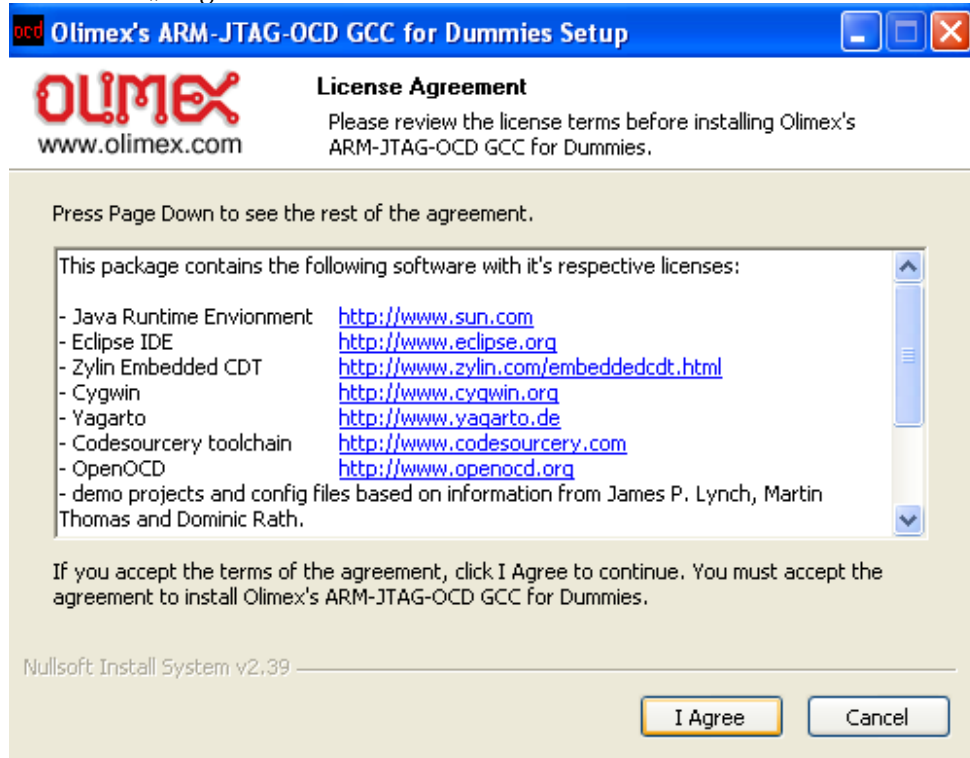 ocd Olimex's ARM-JTAG-OCD GCC for Dummies Setup
OLIMEX
www.olimex.com
License Agreement
Please review the license terms before installing Olimex's
ARM-JTAG-OCD GCC for Dummies.
Press Page Down to see the rest of the agreement.
This package contains the following software with it's respective licenses:
- Java Runtime Envionment http://www.sun.com
- Eclipse IDE http://www.eclipse.org
- Zylin Embedded CDT http://www.zylin.com/embeddedcdt.html
- Cygwin http://www.cygwin.org
- Yagarto http://www.yagarto.de
- Codesourcery toolchain http://www.codesourcery.com
- OpenOCD http://www.openocd.org
- demo projects and config files based on information from James P. Lynch, Martin
Thomas and Dominic Rath.
If you accept the terms of the agreement, click I Agree to continue. You must accept the
agreement to install Olimex's ARM-JTAG-OCD GCC for Dummies.
Nullsoft Install System v2.39
I Agree Cancel